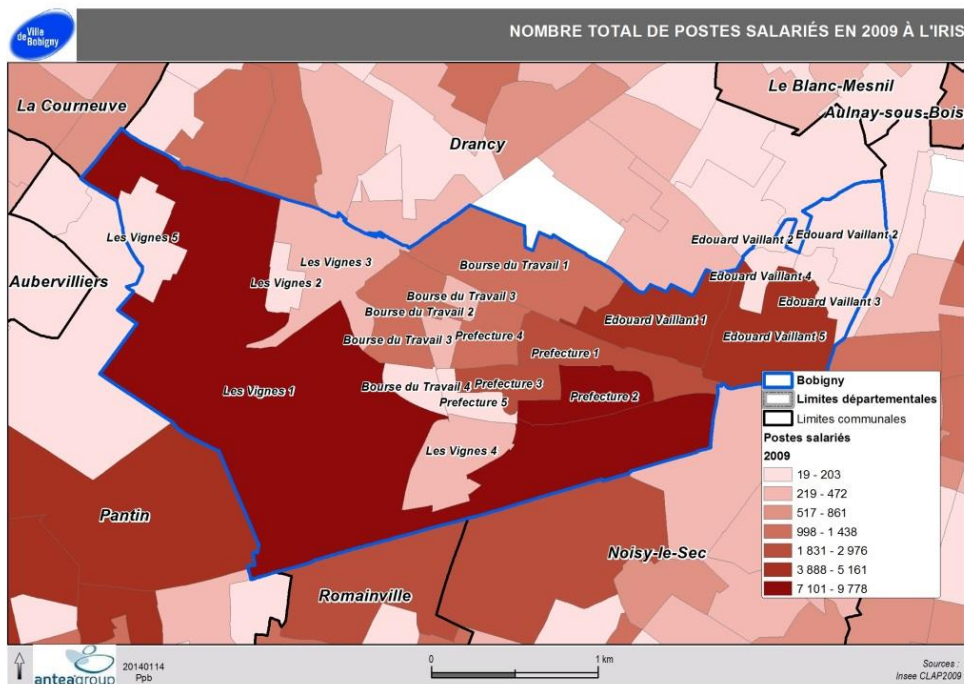 Ville
de Bobigny
NOMBRE TOTAL DE POSTES SALARIÉS EN 2009 À L'IRIS
La Courneuve
Le Blanc-Mesnil
Aulnay-sous-Bois
Drancy
Les Vignes 5
Edouard Vaillant 2
Edouard Vaillant 2
Les Vignes 3
Bourse du Travail 1
Aubervilliers
Les Vignes 2
Edouard Vaillant 4
Bourse du Travail 3
Edouard Vaillant 3
Bourse du Travail 2
Edouard Vaillant 1
Bourse du Travail 3
Prefecture 4
Edouard Vaillant 5
Prefecture 1
Les Vignes 1
Bourse du Travail 4
Prefecture 3
Prefecture 2
Prefecture 5
Les Vignes 4
Pantin
Noisy-le-Sec
Romainville
Bobigny
Limites départementales
Limites communales
Postes salariés
2009
19 - 203
219 - 472
517 - 861
998 - 1 438
1 831 - 2 976
3 888 - 5 161
7 101 - 9 778
anteagroup
20140114
Ppb
0
1 km
Sources :
Insee CLAP2009